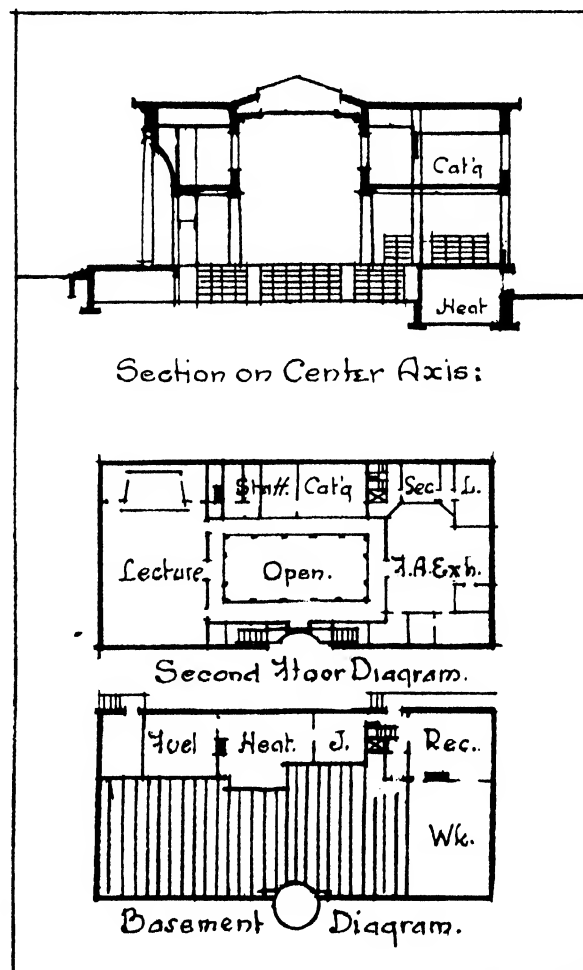 Cat'g
Heat
Section on Center Axis:
Staff. Cat'g Sec. L.
Lecture Open. F.A.Exh.
Second Floor Diagram.
Fuel Heat. J. Rec.
Wk.
Basement Diagram.